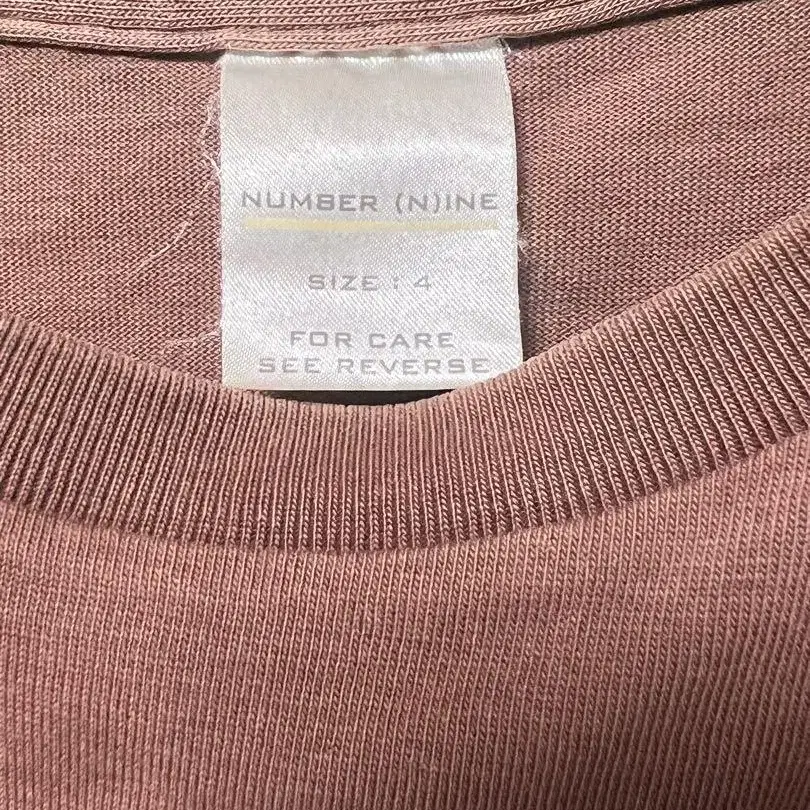 NUMBER (N)INE
SIZE : 4
FOR CARE
SEE REVERSE